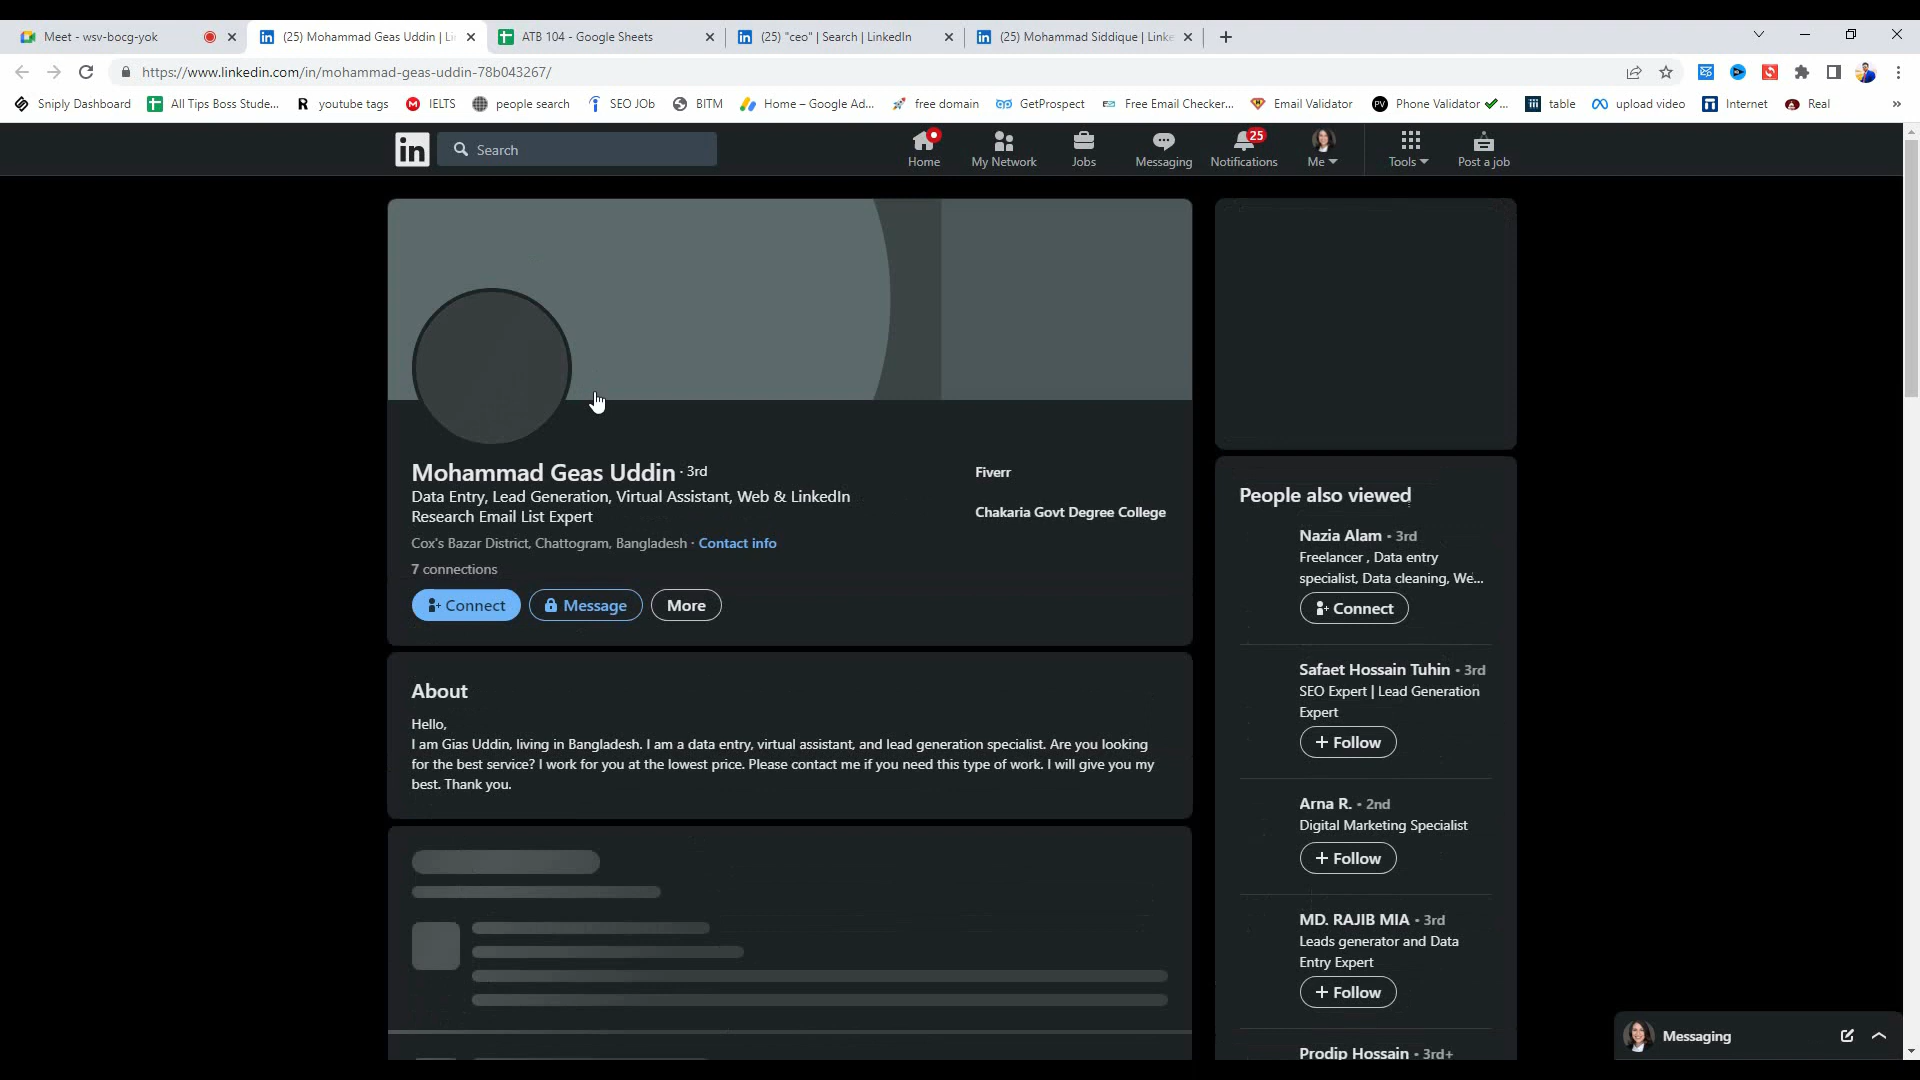 Meet - wsv-bocg-yok
(25) Mohammad Geas Uddin | Li
ATB 104 - Google Sheets
(25) "ceo" | Search | LinkedIn
(25) Mohammad Siddique | Linke
https://www.linkedin.com/in/mohammad-geas-uddin-78b043267/
Sniply Dashboard
All Tips Boss Stude...
youtube tags
IELTS
people search
SEO JOb
BITM
Home – Google Ad...
free domain
GetProspect
Free Email Checker...
Email Validator
Phone Validator ✔...
table
upload video
Internet
Real
»
in
Search
Home
My Network
Jobs
Messaging
25
Notifications
Me
Tools
Post a job
Mohammad Geas Uddin · 3rd
Data Entry, Lead Generation, Virtual Assistant, Web & LinkedIn
Research Email List Expert
Cox's Bazar District, Chattogram, Bangladesh · Contact info
7 connections
Connect
Message
More
Fiverr
Chakaria Govt Degree College
About
Hello,
I am Gias Uddin, living in Bangladesh. I am a data entry, virtual assistant, and lead generation specialist. Are you looking
for the best service? I work for you at the lowest price. Please contact me if you need this type of work. I will give you my
best. Thank you.
People also viewed
Nazia Alam • 3rd
Freelancer , Data entry
specialist, Data cleaning, We...
Connect
Safaet Hossain Tuhin • 3rd
SEO Expert | Lead Generation
Expert
+ Follow
Arna R. • 2nd
Digital Marketing Specialist
+ Follow
MD. RAJIB MIA • 3rd
Leads generator and Data
Entry Expert
+ Follow
Prodip Hossain • 3rd+
Messaging